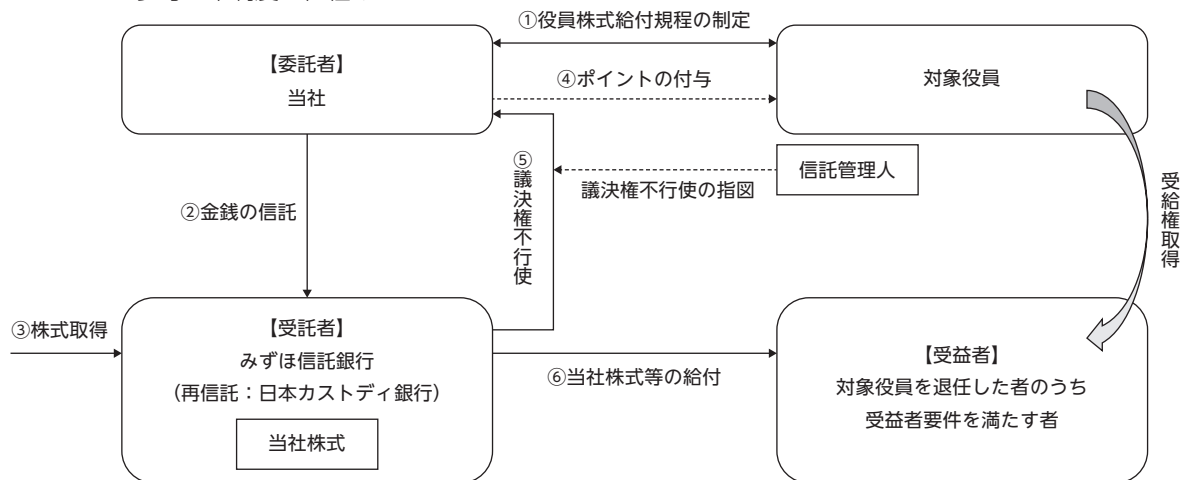 ①役員株式給付規程の制定
【委託者】
当社
④ポイントの付与
対象役員
⑤議決権不行使
議決権不行使の指図
信託管理人
受給権取得
②金銭の信託
③株式取得
【受託者】
みずほ信託銀行
(再信託:日本カストディ銀行)
当社株式
⑥当社株式等の給付
【受益者】
対象役員を退任した者のうち
受益者要件を満たす者